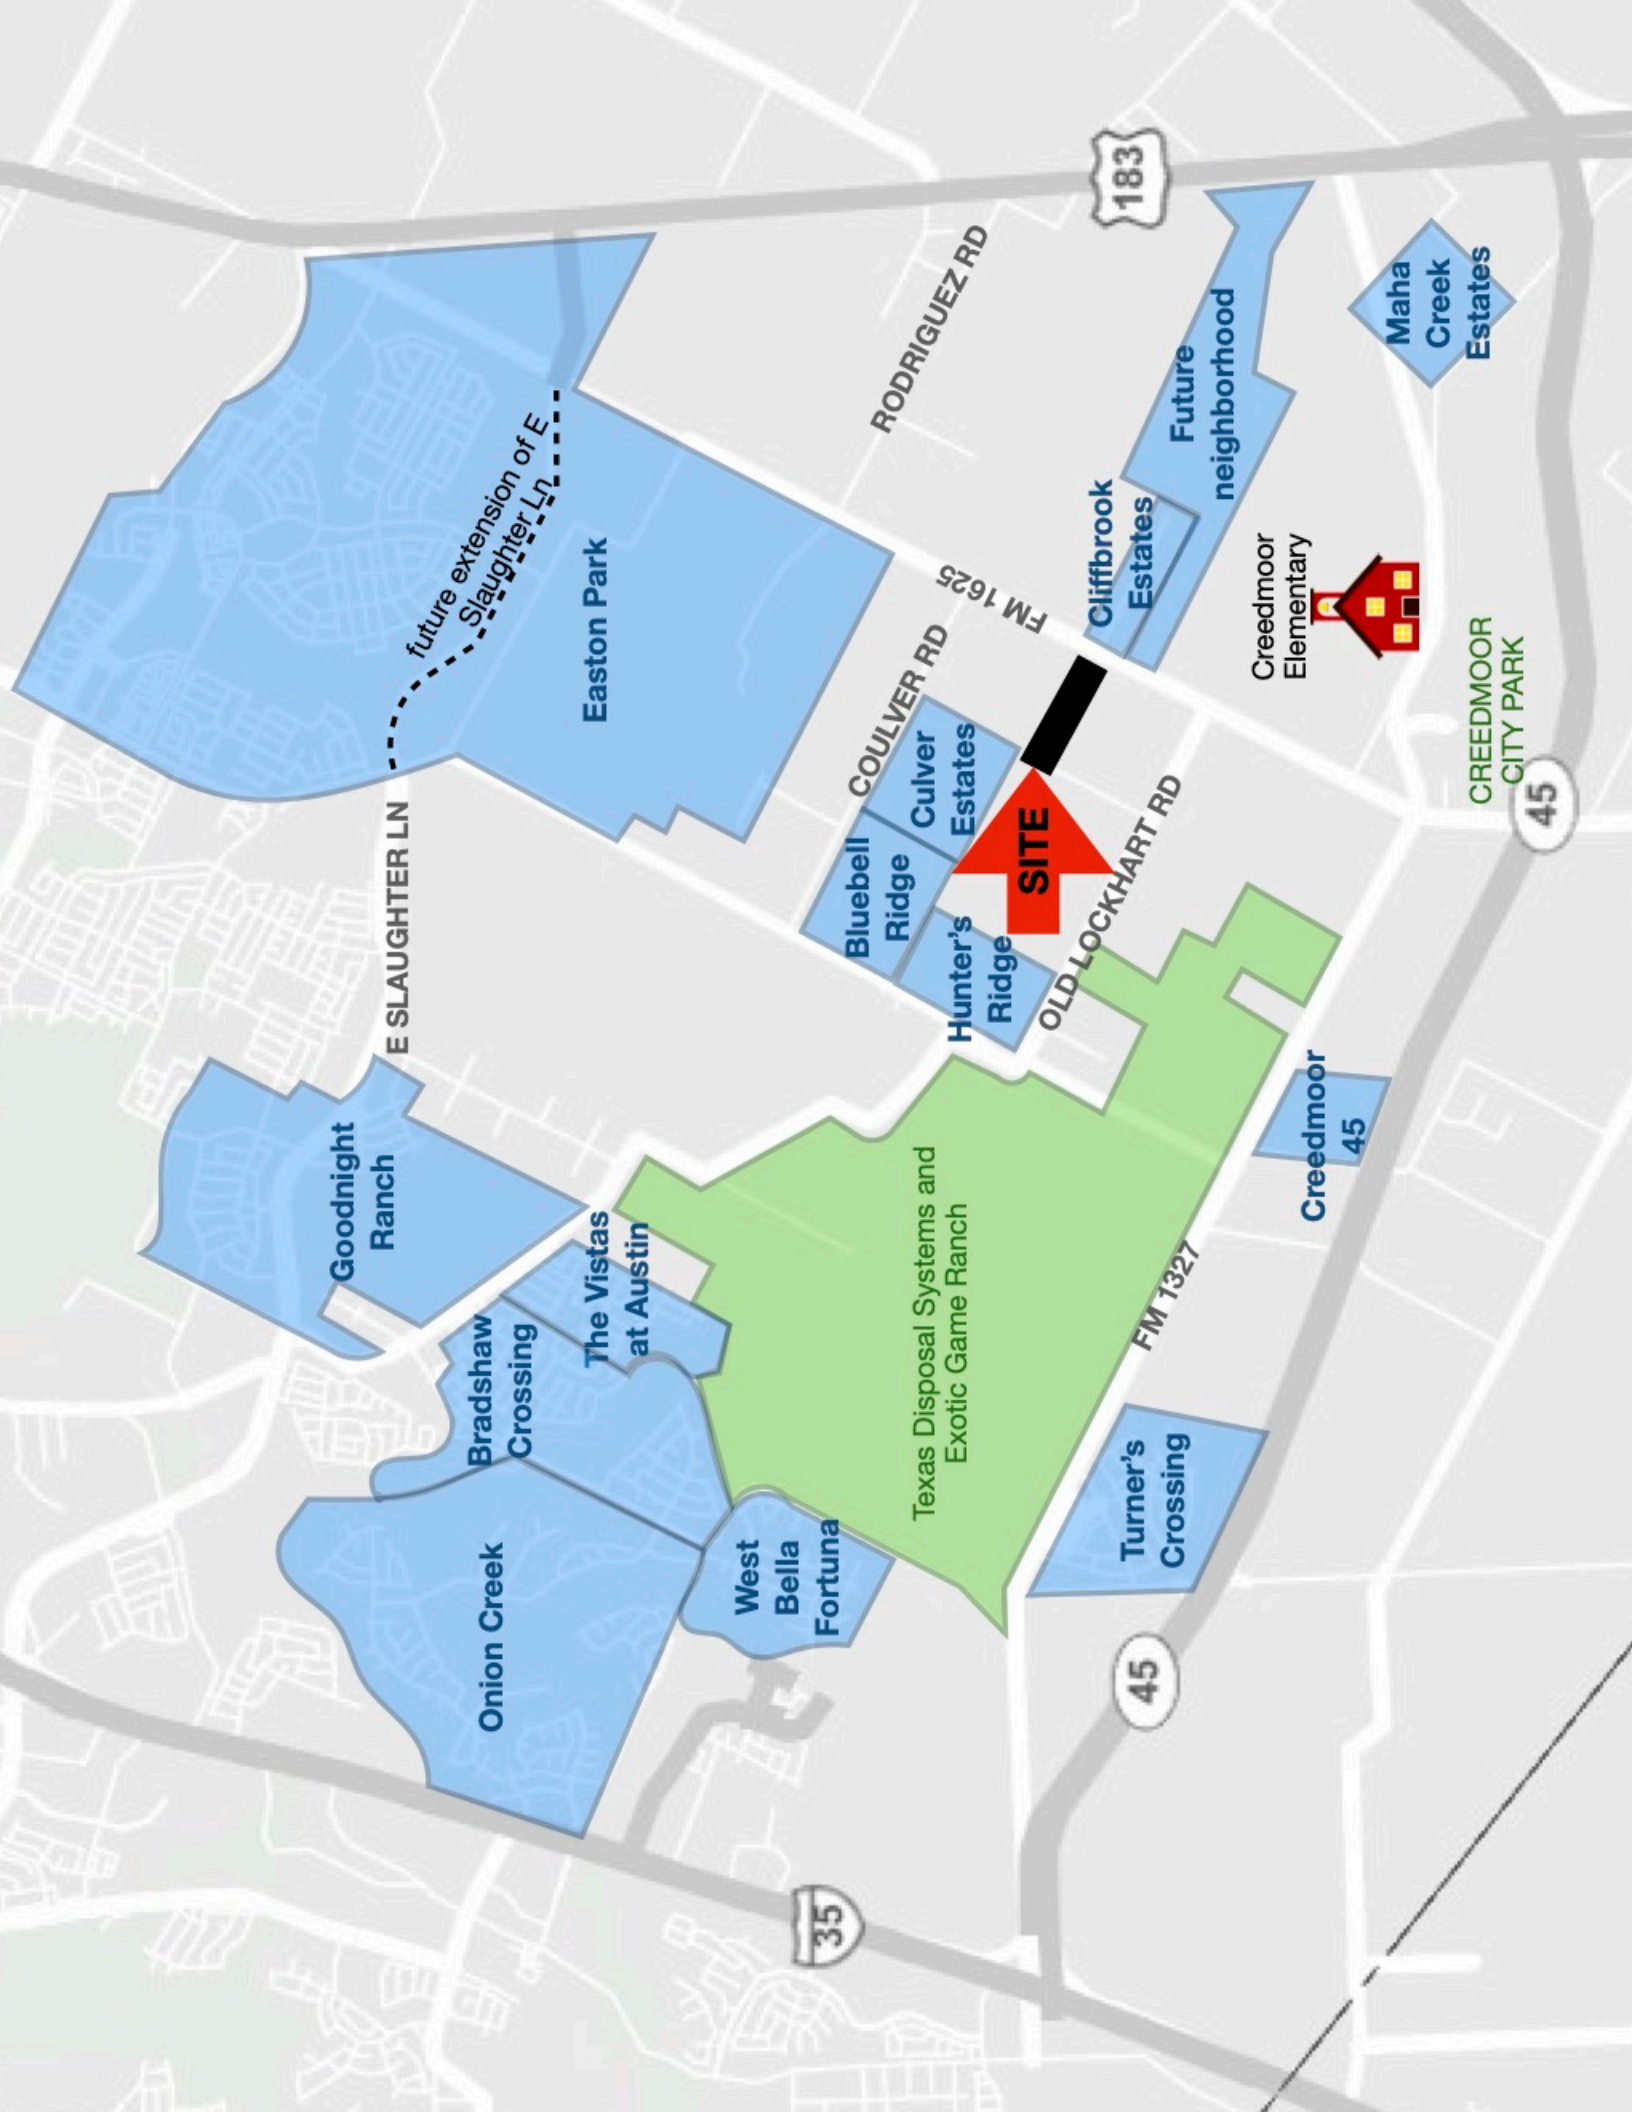 E SLAUGHTER LN
future extension of E
Slaughter Ln
Easton Park
Goodnight
Ranch
Bradshaw
Crossing
The Vistas
at Austin
Onion Creek
West
Bella
Fortuna
35
Texas Disposal Systems and
Exotic Game Ranch
Bluebell
Ridge
Culver
Estates
COULVER RD
Hunter's
Ridge
SITE
OLD LOCKHART RD
RODRIGUEZ RD
FM 1625
183
Cliffbrook
Estates
Future
neighborhood
Maha
Creek
Estates
Creedmoor
Elementary
CREEDMOOR
CITY PARK
45
Creedmoor
45
FM 1327
Turner's
Crossing
45